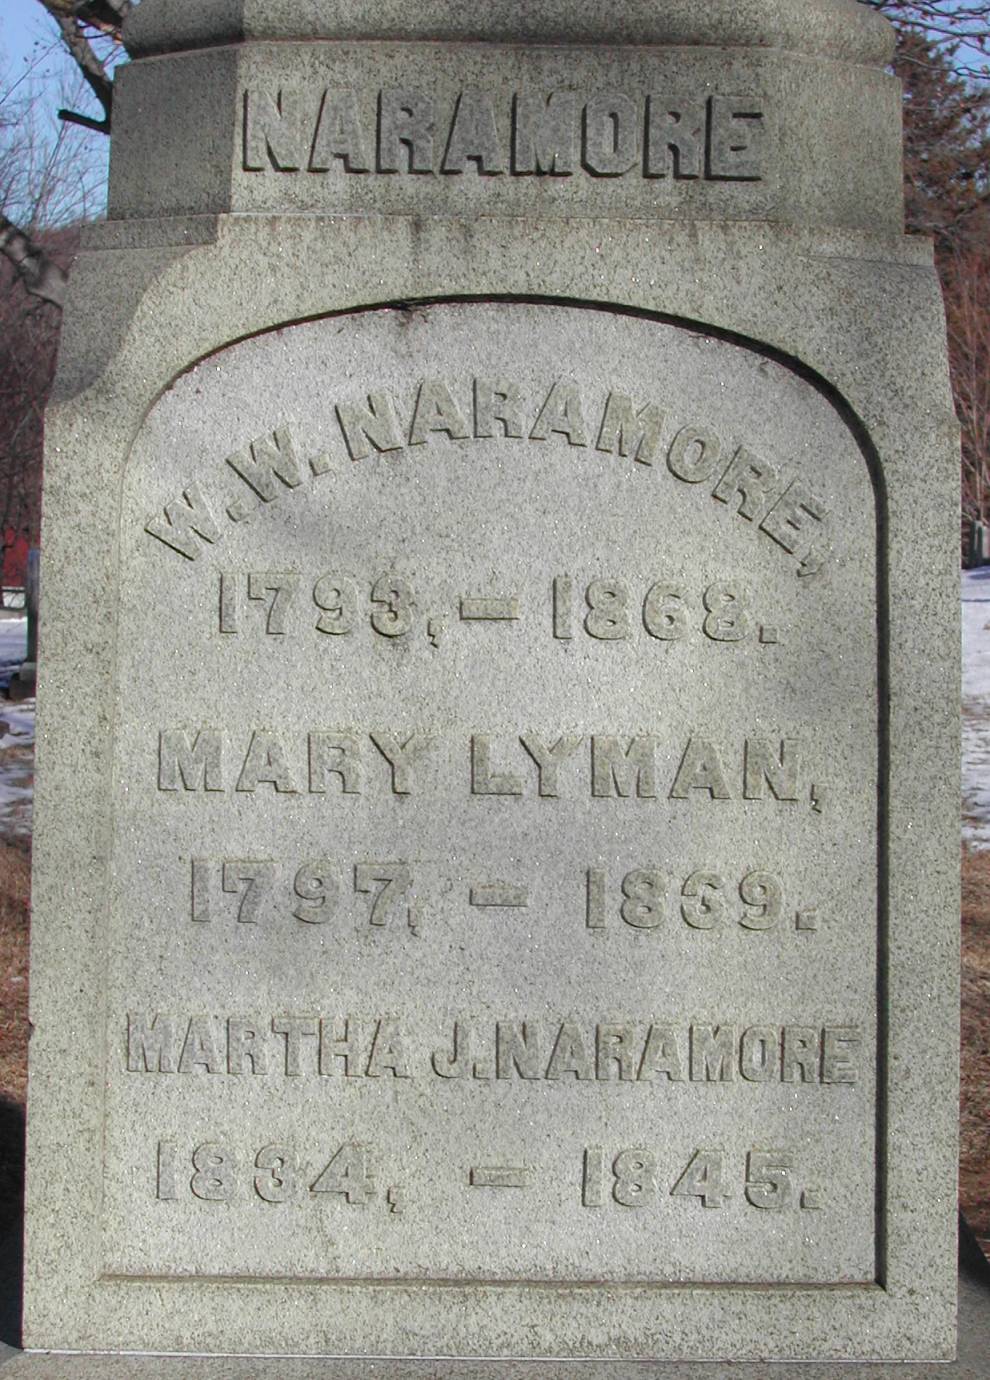 NARAMORE
W. W. NARAMORE,
1793, – 1868.
MARY LYMAN,
1797, – 1869.
MARTHA J. NARAMORE
1834, – 1845.